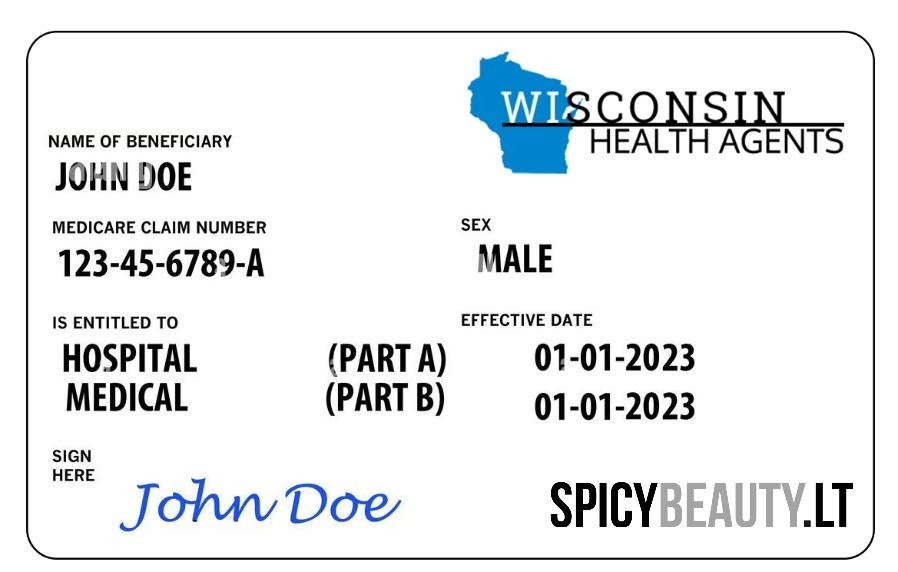 WISCONSIN
HEALTH AGENTS
NAME OF BENEFICIARY
JOHN DOE
MEDICARE CLAIM NUMBER
123-45-6789-A
SEX
MALE
IS ENTITLED TO
EFFECTIVE DATE
HOSPITAL (PART A) 01-01-2023
MEDICAL (PART B) 01-01-2023
SIGN
HERE
John Doe
SPICYBEAUTY.LT